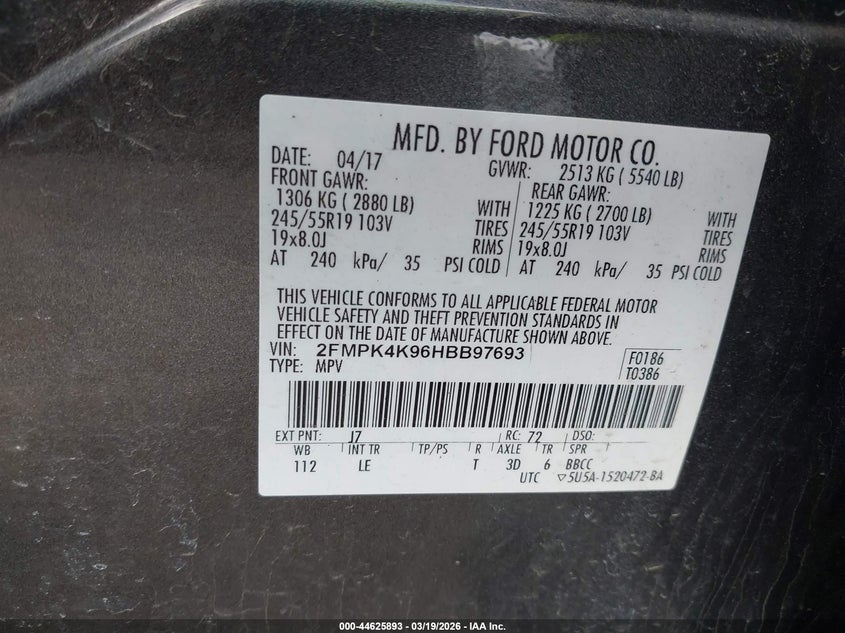 MFD. BY FORD MOTOR CO.
DATE: 04/17 GVWR: 2513 KG ( 5540 LB)
FRONT GAWR: REAR GAWR:
1306 KG ( 2880 LB) WITH 1225 KG ( 2700 LB) WITH
245/55R19 103V TIRES 245/55R19 103V TIRES
19x8.0J RIMS 19x8.0J RIMS
AT 240 kPa/ 35 PSI COLD AT 240 kPa/ 35 PSI COLD
THIS VEHICLE CONFORMS TO ALL APPLICABLE FEDERAL MOTOR
VEHICLE SAFETY AND THEFT PREVENTION STANDARDS IN
EFFECT ON THE DATE OF MANUFACTURE SHOWN ABOVE.
VIN: 2FMPK4K96HBB97693 F0186
TYPE: MPV T0386
EXT PNT: J7 RC: 72 DSO:
WB INT TR TP/PS R AXLE TR SPR
112 LE T 3D 6 BBCC
UTC ▽5U5A-1520472-BA
000-44625893 - 03/19/2026 - IAA Inc.